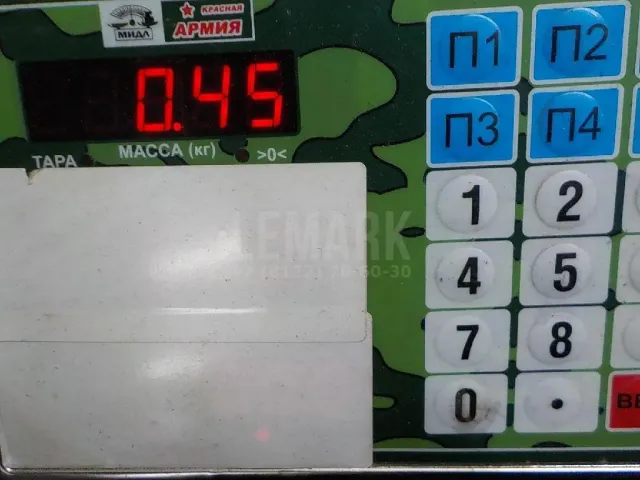 МИДЛ
КРАСНАЯ
АРМИЯ
0.45
ТАРА
МАССА (кг)
>0<
П1
П2
П3
П4
1
2
4
5
7
8
0
.
LEMARK